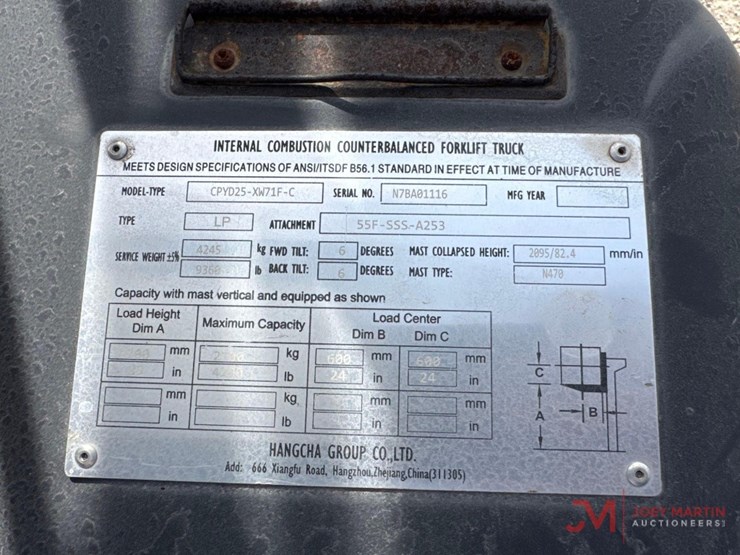 INTERNAL COMBUSTION COUNTERBALANCED FORKLIFT TRUCK
MEETS DESIGN SPECIFICATIONS OF ANSI/ITSDF B56.1 STANDARD IN EFFECT AT TIME OF MANUFACTURE
MODEL-TYPE CPYD25-XW71F-C SERIAL NO. N7BA01116 MFG YEAR
TYPE LP ATTACHMENT 55F-SSS-A253
SERVICE WEIGHT ±5% 4245 kg FWD TILT: 6 DEGREES MAST COLLAPSED HEIGHT: 2095/82.4 mm/in
9360 lb BACK TILT: 6 DEGREES MAST TYPE: N470
Capacity with mast vertical and equipped as shown
Load Height Dim A Maximum Capacity Load Center Dim B Dim C
mm kg 600 mm 600 mm
in lb 24 in 24 in
mm kg mm mm
in lb in in
C
A
B
HANGCHA GROUP CO.,LTD.
Add: 666 Xiangfu Road, Hangzhou,Zhejiang,China(311305)
JOEY MARTIN
AUCTIONEERS